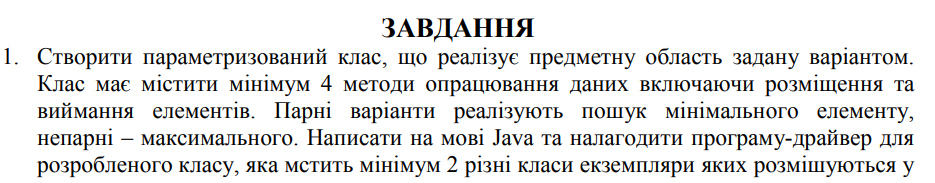 ЗАВДАННЯ
1. Створити параметризований клас, що реалізує предметну область задану варіантом.
Клас має містити мінімум 4 методи опрацювання даних включаючи розміщення та
виймання елементів. Парні варіанти реалізують пошук мінімального елементу,
непарні – максимального. Написати на мові Java та налагодити програму-драйвер для
розробленого класу, яка мстить мінімум 2 різні класи екземпляри яких розмішуються у